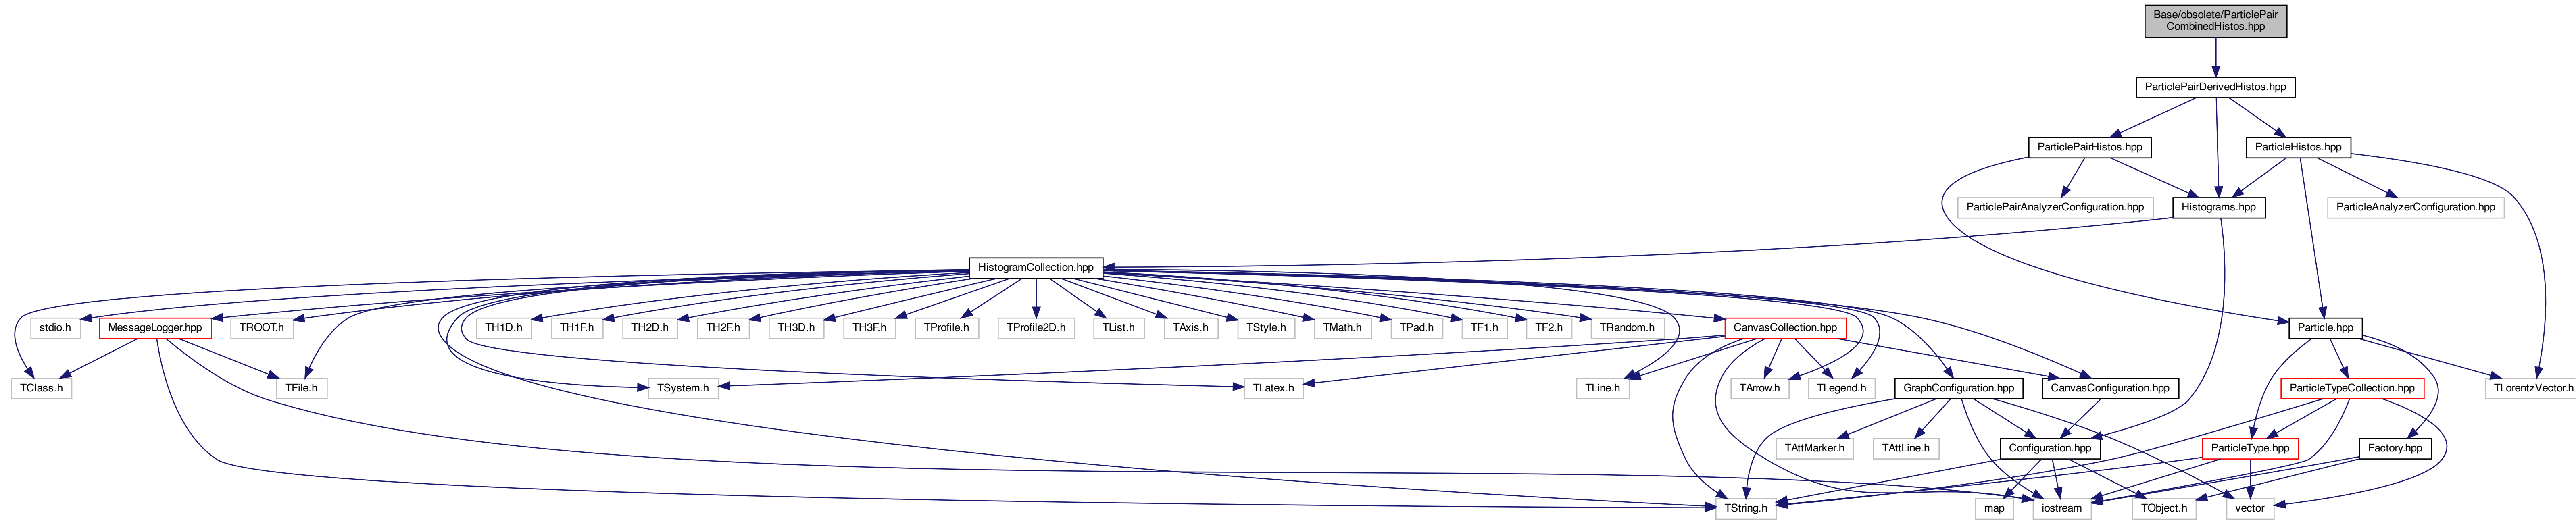 Base/obsolete/ParticlePair
CombinedHistos.hpp
ParticlePairDerivedHistos.hpp
ParticlePairHistos.hpp
ParticleHistos.hpp
ParticlePairAnalyzerConfiguration.hpp
Histograms.hpp
ParticleAnalyzerConfiguration.hpp
HistogramCollection.hpp
stdio.h
MessageLogger.hpp
TROOT.h
TH1D.h
TH1F.h
TH2D.h
TH2F.h
TH3D.h
TH3F.h
TProfile.h
TProfile2D.h
TList.h
TAxis.h
TStyle.h
TMath.h
TPad.h
TF1.h
TF2.h
TRandom.h
CanvasCollection.hpp
Particle.hpp
TClass.h
TFile.h
TSystem.h
TLatex.h
TLine.h
TArrow.h
TLegend.h
GraphConfiguration.hpp
CanvasConfiguration.hpp
ParticleTypeCollection.hpp
TLorentzVector.h
TAttMarker.h
TAttLine.h
Configuration.hpp
ParticleType.hpp
Factory.hpp
TString.h
map
iostream
TObject.h
vector